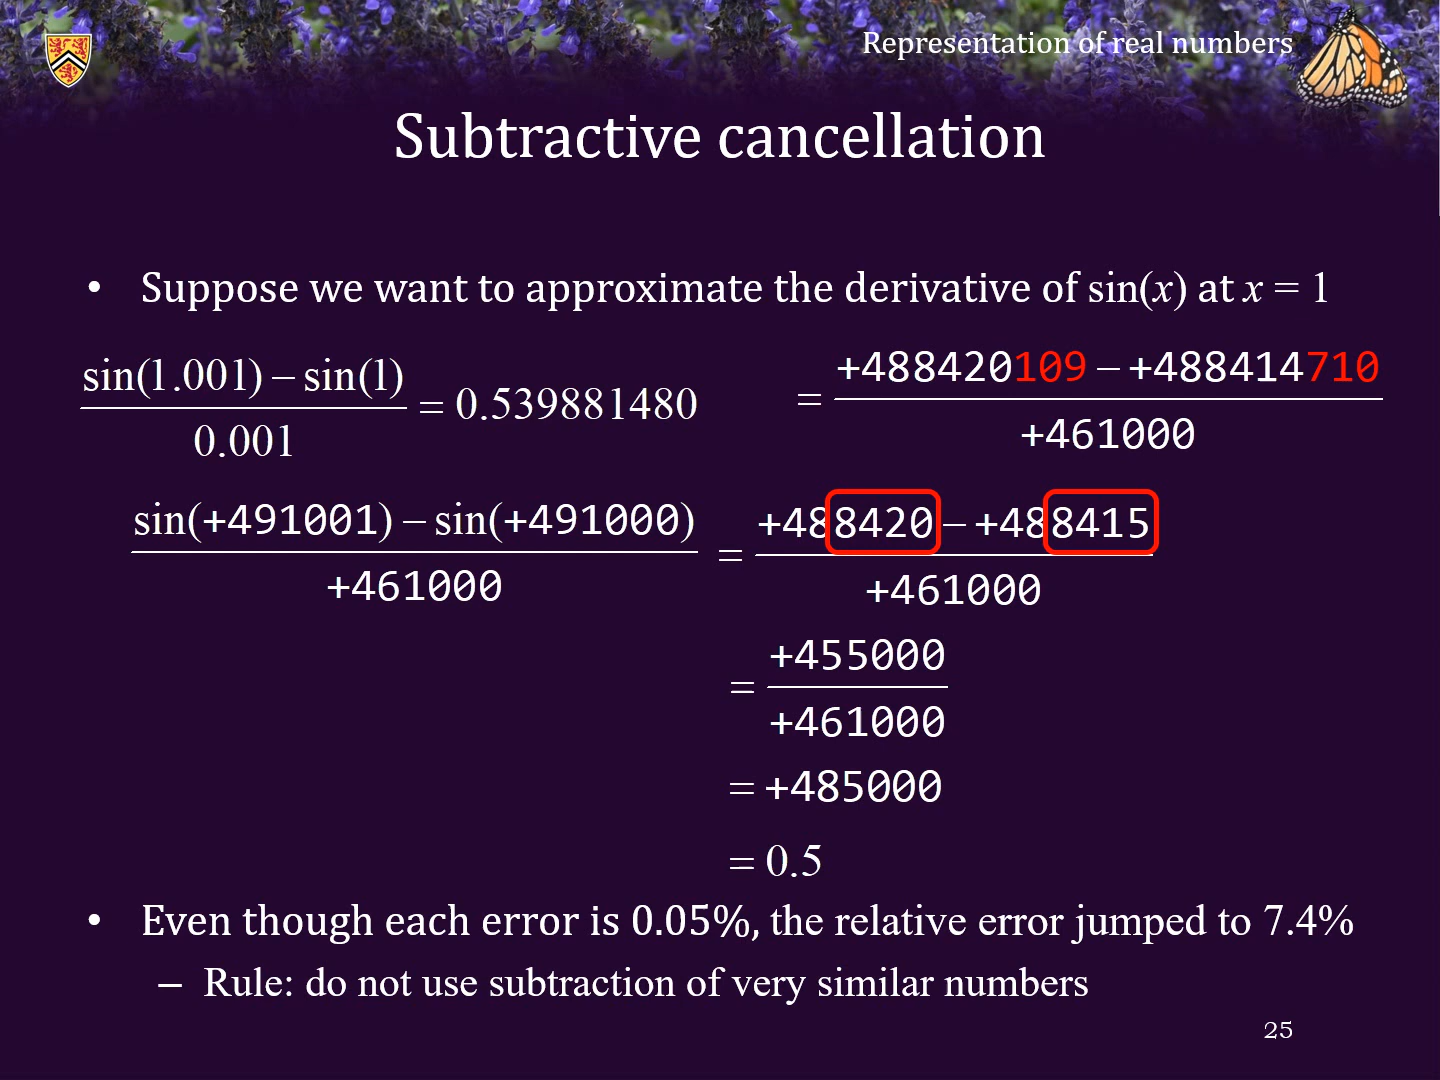 Representation of real numbers
Subtractive cancellation
• Suppose we want to approximate the derivative of sin(x) at x = 1
sin(1.001) – sin(1)
0.001
= 0.539881480
= +488420109 – +488414710
+461000
sin(+491001) – sin(+491000)
+461000
= +488420 – +488415
+461000
= +455000
+461000
= +485000
= 0.5
• Even though each error is 0.05%, the relative error jumped to 7.4%
– Rule: do not use subtraction of very similar numbers
25